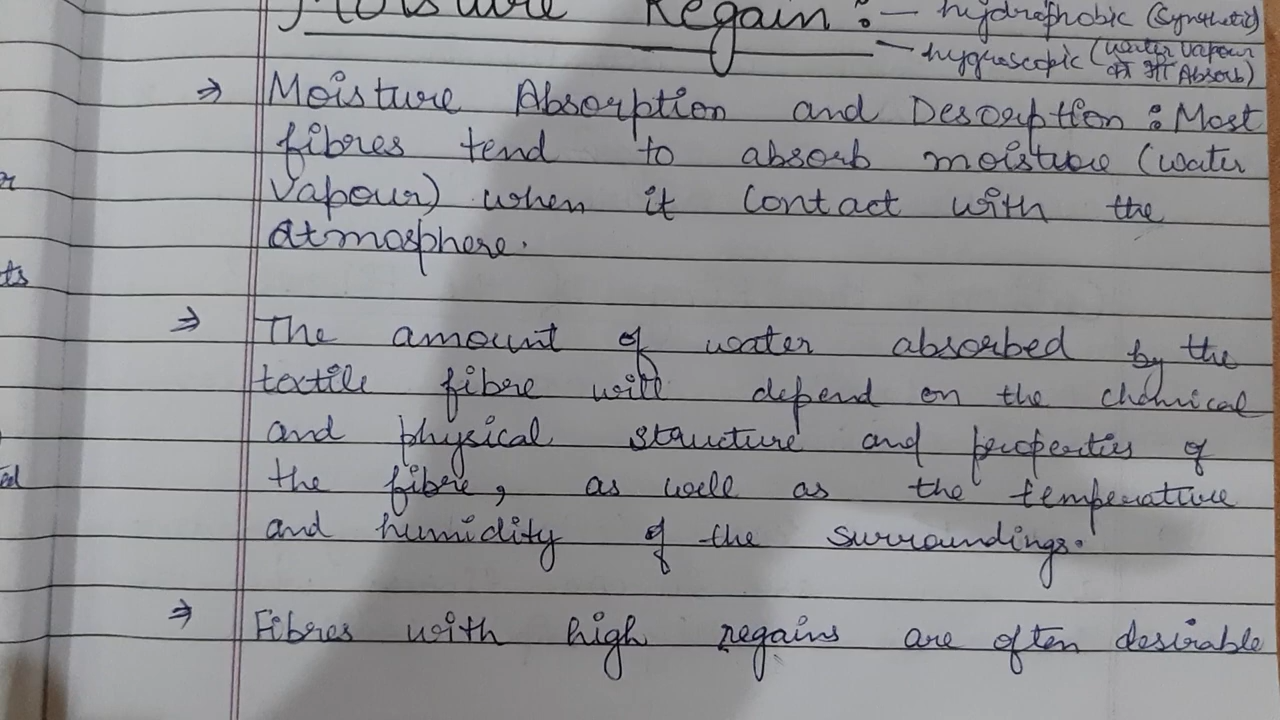 Moisture Regain : - hydrophobic (Synthetic)
- hygroscopic (water vapour
को भी Absorb)
⇒ Moisture Absorption and Desorption : Most
fibres tend to absorb moisture (water
vapour) when it contact with the
atmosphere.
⇒ The amount of water absorbed by the
textile fibre will depend on the chemical
and physical structure and properties of
the fibre, as well as the temperature
and humidity of the surroundings.
⇒ Fibres with high regains are often desirable